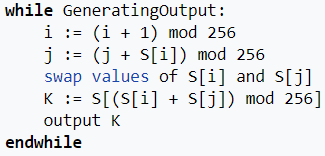 while GeneratingOutput:
    i := (i + 1) mod 256
    j := (j + S[i]) mod 256
    swap values of S[i] and S[j]
    K := S[(S[i] + S[j]) mod 256]
    output K
endwhile